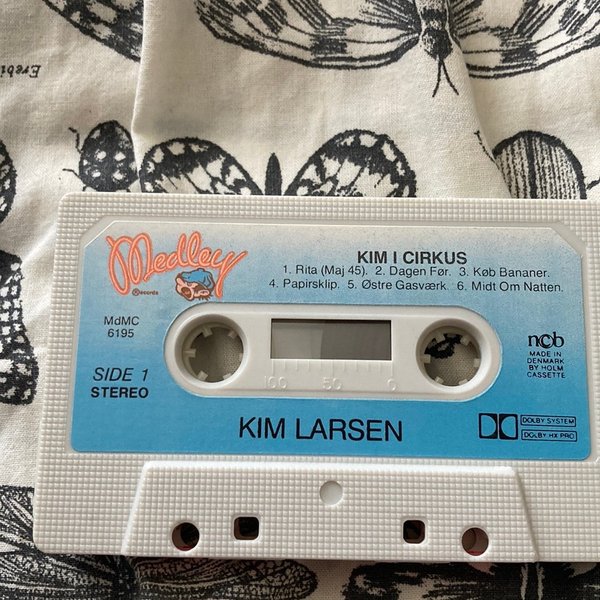 Erebi
Medley
Records
KIM I CIRKUS
1. Rita (Maj 45). 2. Dagen Før. 3. Køb Bananer.
4. Papirsklip. 5. Østre Gasværk. 6. Midt Om Natten.
MdMC
6195
SIDE 1
STEREO
100 50 0
ncb
MADE IN
DENMARK
BY HOLM
CASSETTE
KIM LARSEN
DOLBY SYSTEM
DOLBY HX PRO